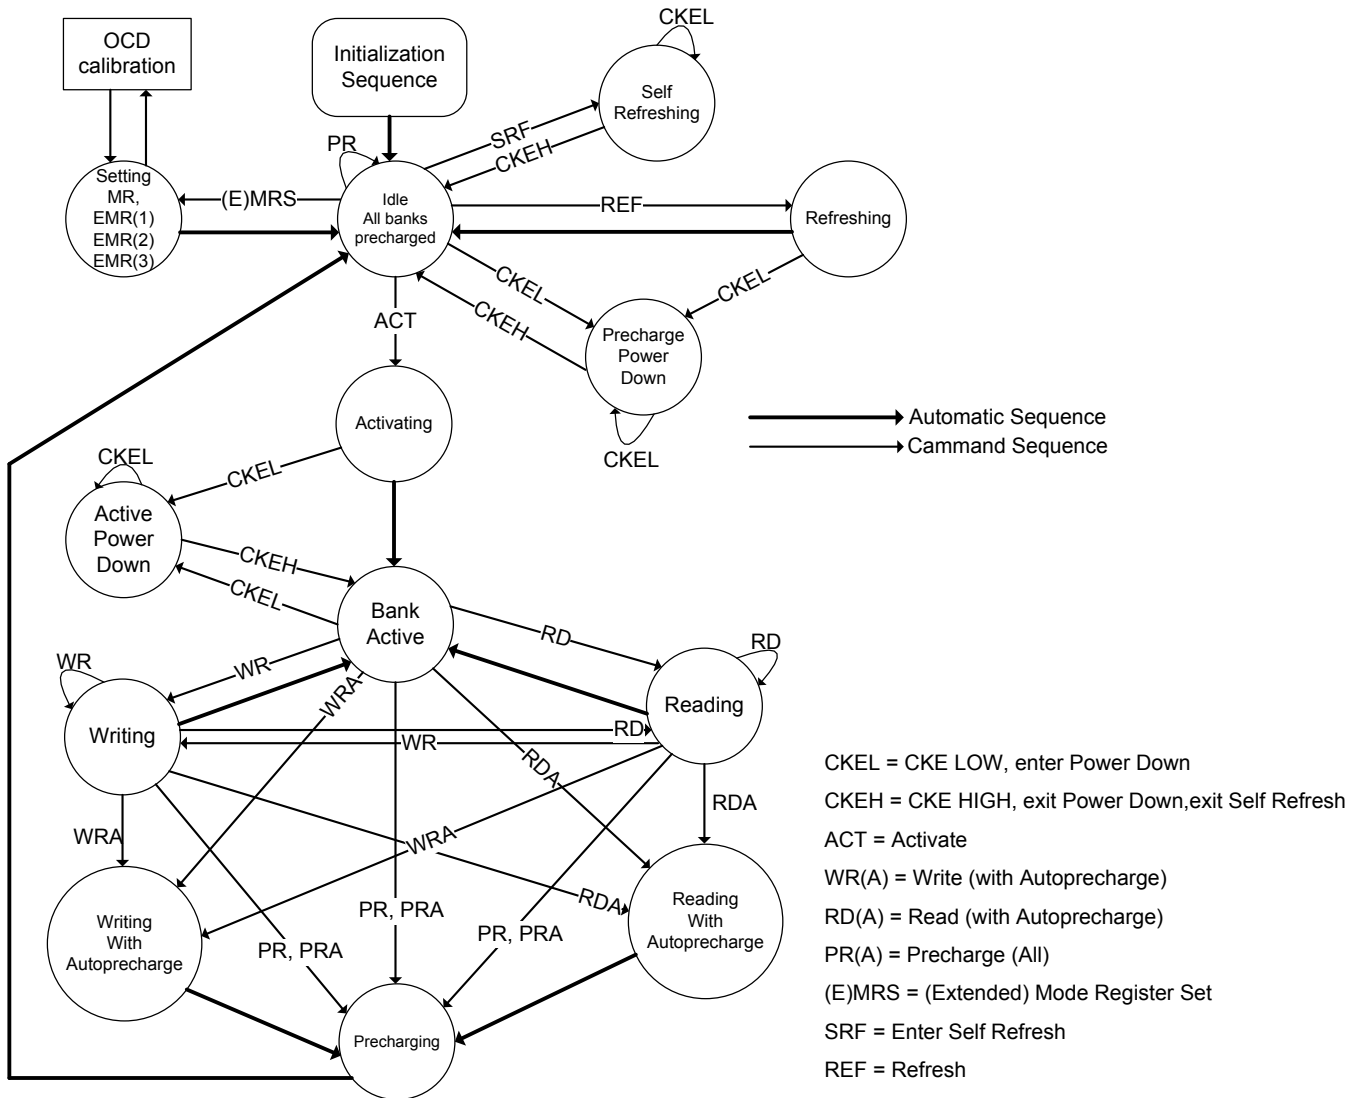 OCD
calibration
Initialization
Sequence
CKEL
Self
Refreshing
SRF
CKEH
PR
Setting
MR,
EMR(1)
EMR(2)
EMR(3)
(E)MRS
Idle
All banks
precharged
REF
Refreshing
CKEL
CKEH
CKEL
ACT
Precharge
Power
Down
CKEL
Activating
Automatic Sequence
Cammand Sequence
CKEL
CKEL
Active
Power
Down
CKEH
CKEL
Bank
Active
RD
RD
WR
WR
WRA
Reading
Writing
RD
WR
RDA
RDA
WRA
WRA
Writing
With
Autoprecharge
PR, PRA
PR, PRA
PR, PRA
RDA
Reading
With
Autoprecharge
Precharging
CKEL = CKE LOW, enter Power Down
CKEH = CKE HIGH, exit Power Down,exit Self Refresh
ACT = Activate
WR(A) = Write (with Autoprecharge)
RD(A) = Read (with Autoprecharge)
PR(A) = Precharge (All)
(E)MRS = (Extended) Mode Register Set
SRF = Enter Self Refresh
REF = Refresh